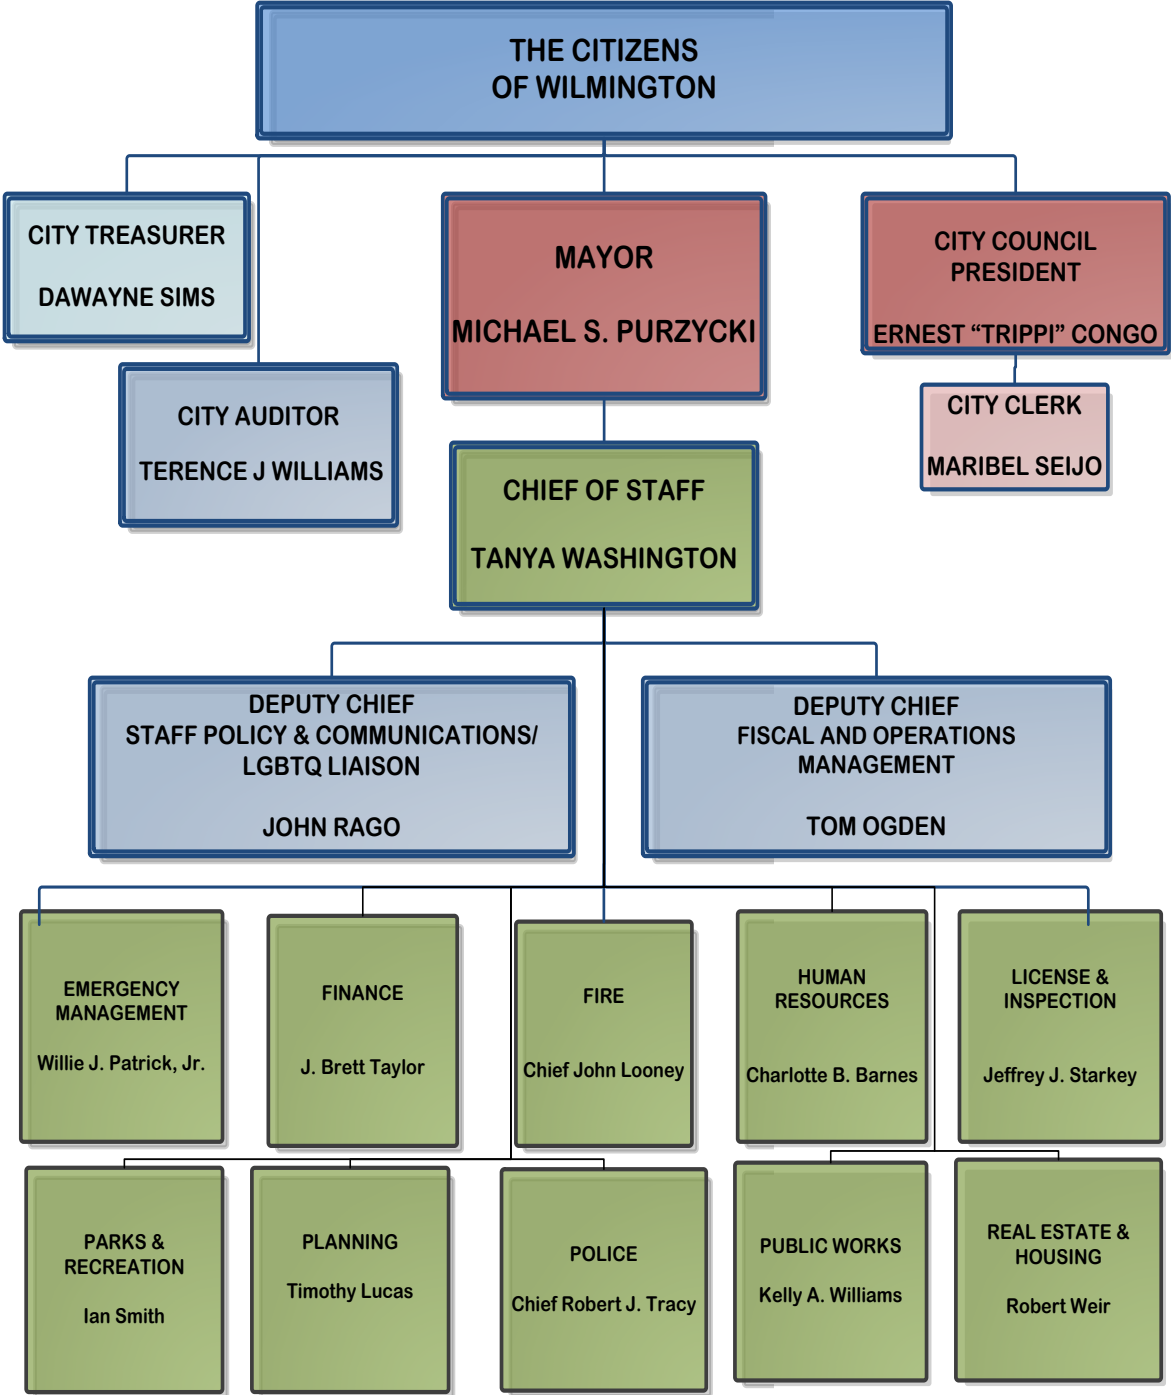 THE CITIZENS
OF WILMINGTON
CITY TREASURER
DAWAYNE SIMS
MAYOR
MICHAEL S. PURZYCKI
CITY COUNCIL
PRESIDENT
ERNEST “TRIPPI” CONGO
CITY AUDITOR
TERENCE J WILLIAMS
CITY CLERK
MARIBEL SEIJO
CHIEF OF STAFF
TANYA WASHINGTON
DEPUTY CHIEF
STAFF POLICY & COMMUNICATIONS/
LGBTQ LIAISON
JOHN RAGO
DEPUTY CHIEF
FISCAL AND OPERATIONS
MANAGEMENT
TOM OGDEN
EMERGENCY
MANAGEMENT
Willie J. Patrick, Jr.
FINANCE
J. Brett Taylor
FIRE
Chief John Looney
HUMAN
RESOURCES
Charlotte B. Barnes
LICENSE &
INSPECTION
Jeffrey J. Starkey
PARKS &
RECREATION
Ian Smith
PLANNING
Timothy Lucas
POLICE
Chief Robert J. Tracy
PUBLIC WORKS
Kelly A. Williams
REAL ESTATE &
HOUSING
Robert Weir